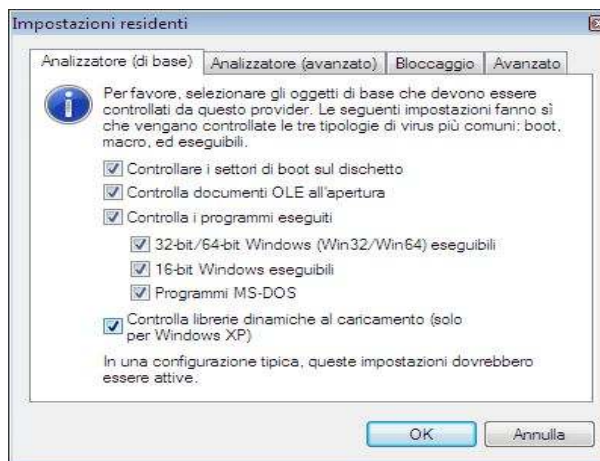 Impostazioni residenti
Analizzatore (di base)
Analizzatore (avanzato)
Bloccaggio
Avanzato
Per favore, selezionare gli oggetti di base che devono essere
controllati da questo provider. Le seguenti impostazioni fanno sì
che vengano controllate le tre tipologie di virus più comuni: boot,
macro, ed eseguibili.
Controllare i settori di boot sul dischetto
Controlla documenti OLE all'apertura
Controlla i programmi eseguiti
32-bit/64-bit Windows (Win32/Win64) eseguibili
16-bit Windows eseguibili
Programmi MS-DOS
Controlla librerie dinamiche al caricamento (solo
per Windows XP)
In una configurazione tipica, queste impostazioni dovrebbero
essere attive.
OK
Annulla